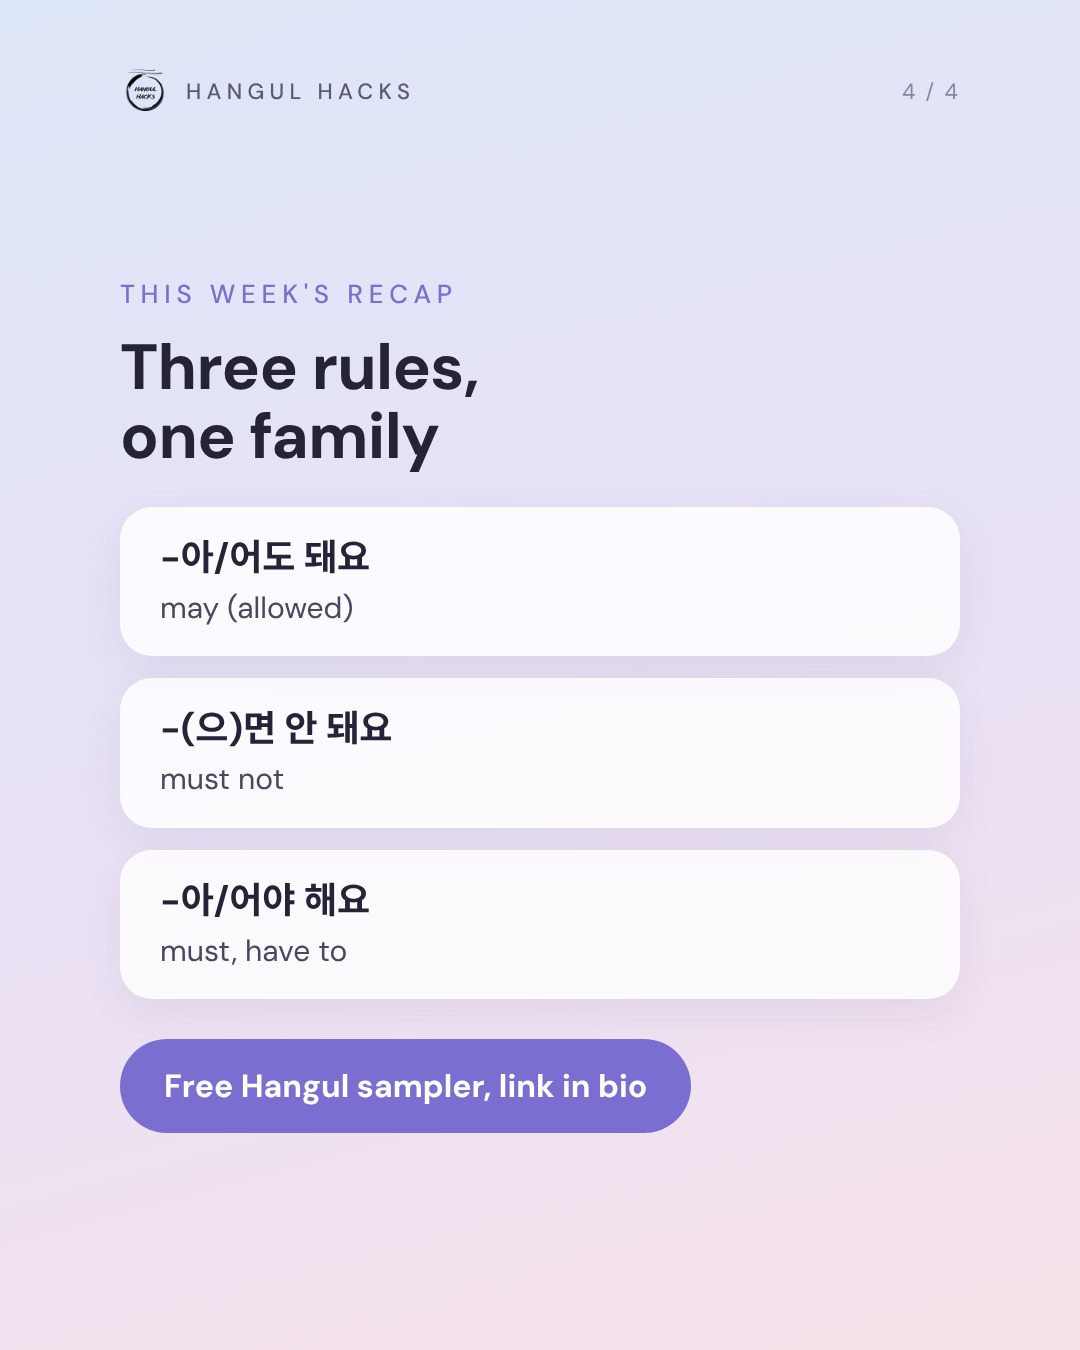 HANGUL HACKS
HANGUL HACKS
4 / 4
THIS WEEK'S RECAP
Three rules,
one family
-아/어도 돼요
may (allowed)
-(으)면 안 돼요
must not
-아/어야 해요
must, have to
Free Hangul sampler, link in bio